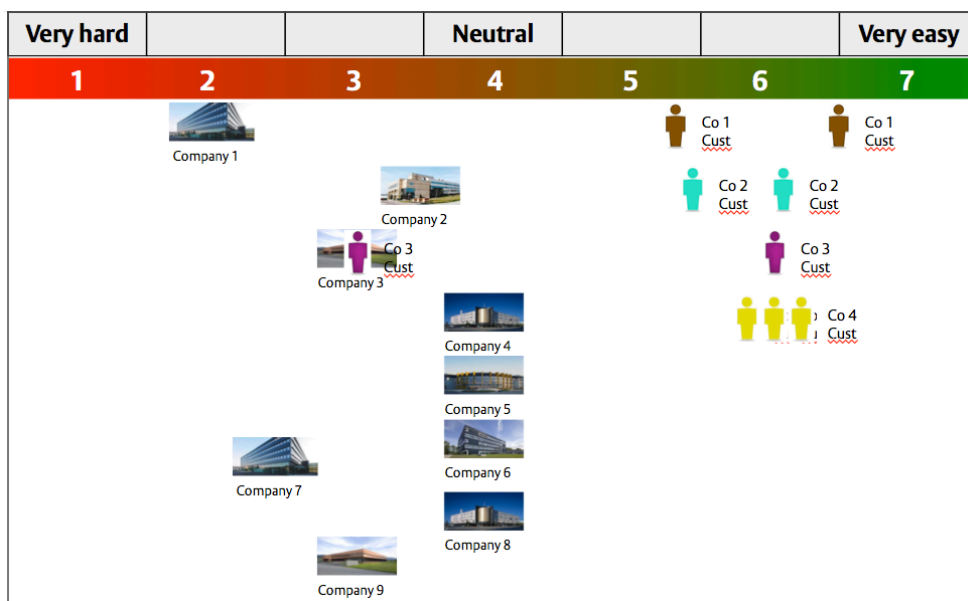 Very hard Neutral Very easy
1 2 3 4 5 6 7
Company 1
Co 1
Cust
Co 1
Cust
Company 2
Co 2
Cust
Co 2
Cust
Company 3
Co 3
Cust
Co 3
Cust
Company 4
Co 4
Cust
Company 5
Company 6
Company 7
Company 8
Company 9